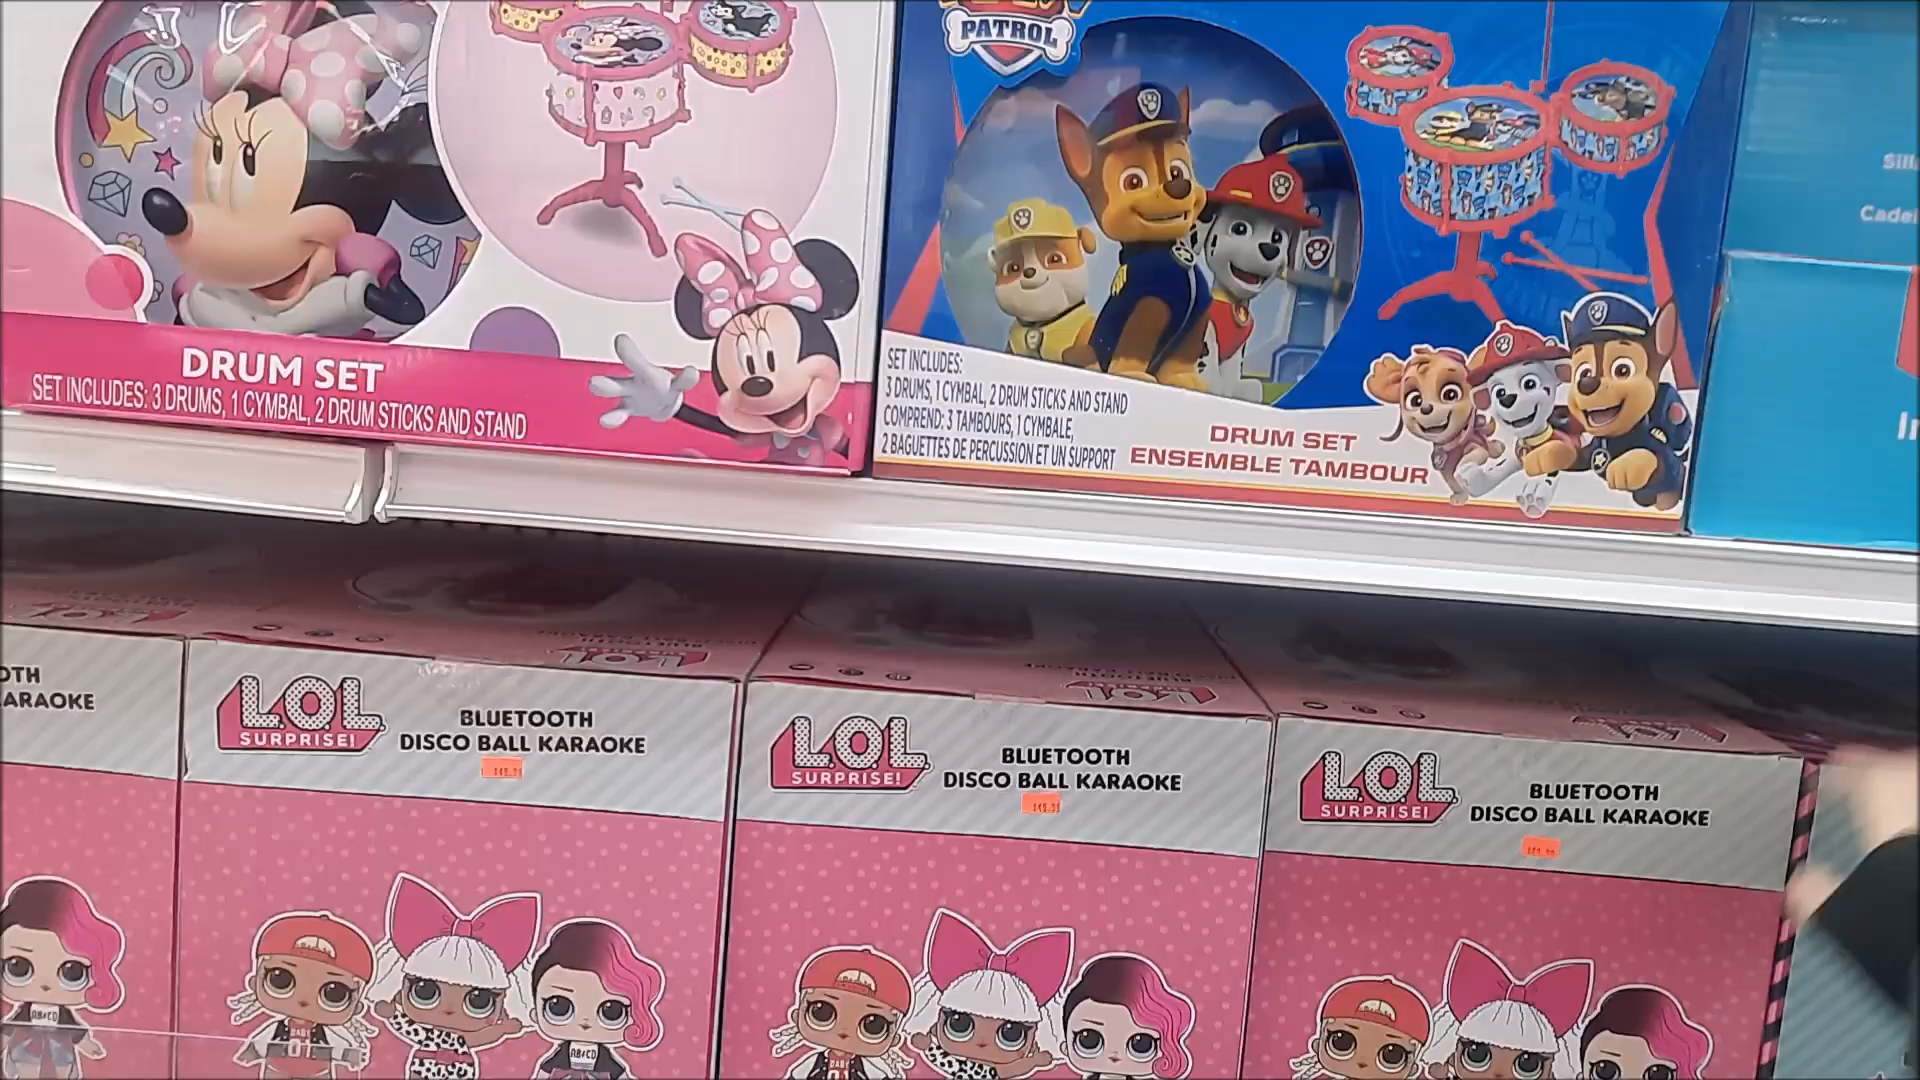 DRUM SET
SET INCLUDES: 3 DRUMS, 1 CYMBAL, 2 DRUM STICKS AND STAND
PATROL
SET INCLUDES:
3 DRUMS, 1 CYMBAL, 2 DRUM STICKS AND STAND
COMPREND: 3 TAMBOURS, 1 CYMBALE,
2 BAGUETTES DE PERCUSSION ET UN SUPPORT
DRUM SET
ENSEMBLE TAMBOUR
ARAOKE
L.O.L.
SURPRISE!
BLUETOOTH
DISCO BALL KARAOKE
L.O.L.
SURPRISE!
BLUETOOTH
DISCO BALL KARAOKE
L.O.L.
SURPRISE!
BLUETOOTH
DISCO BALL KARAOKE